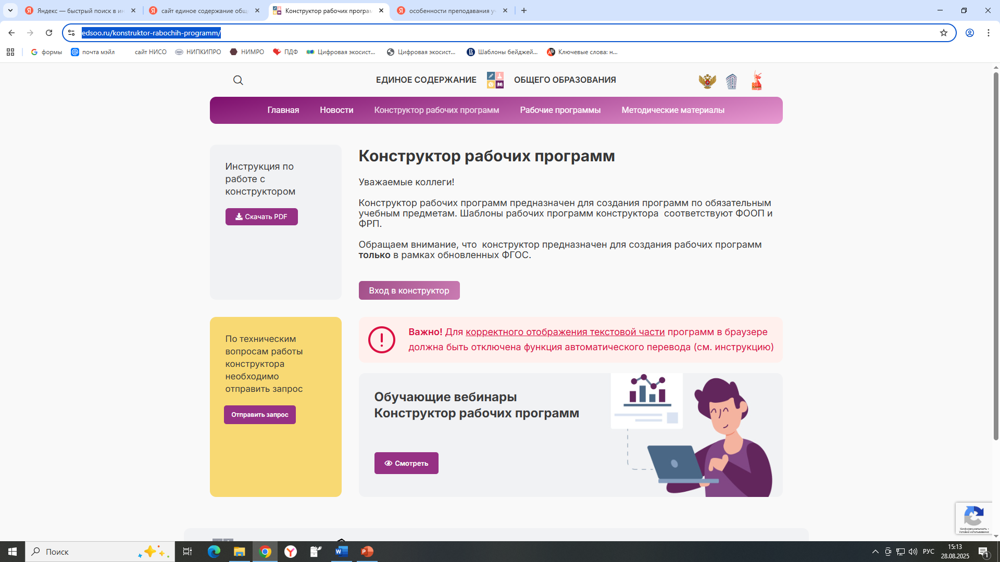 Яндекс — быстрый поиск в ин
сайт единое содержание общ
Конструктор рабочих програм
особенности преподавания уч
edsoo.ru/konstruktor-rabochih-programm/
формы
почта мэйл
сайт НИСО
НИПКИПРО
НИМРО
ПДФ
Цифровая экосист...
Цифровая экосист...
Шаблоны бейджей...
Ключевые слова: н...
ЕДИНОЕ СОДЕРЖАНИЕ ОБЩЕГО ОБРАЗОВАНИЯ
Главная
Новости
Конструктор рабочих программ
Рабочие программы
Методические материалы
Инструкция по
работе с
конструктором
Скачать PDF
Конструктор рабочих программ
Уважаемые коллеги!
Конструктор рабочих программ предназначен для создания программ по обязательным
учебным предметам. Шаблоны рабочих программ конструктора соответствуют ФООП и
ФРП.
Обращаем внимание, что конструктор предназначен для создания рабочих программ
только в рамках обновленных ФГОС.
Вход в конструктор
По техническим
вопросам работы
конструктора
необходимо
отправить запрос
Отправить запрос
Важно! Для корректного отображения текстовой части программ в браузере
должна быть отключена функция автоматического перевода (см. инструкцию)
Обучающие вебинары
Конструктор рабочих программ
Смотреть
Конфиденциальность -
Условия использования
Поиск
РУС
15:13
28.08.2025
1